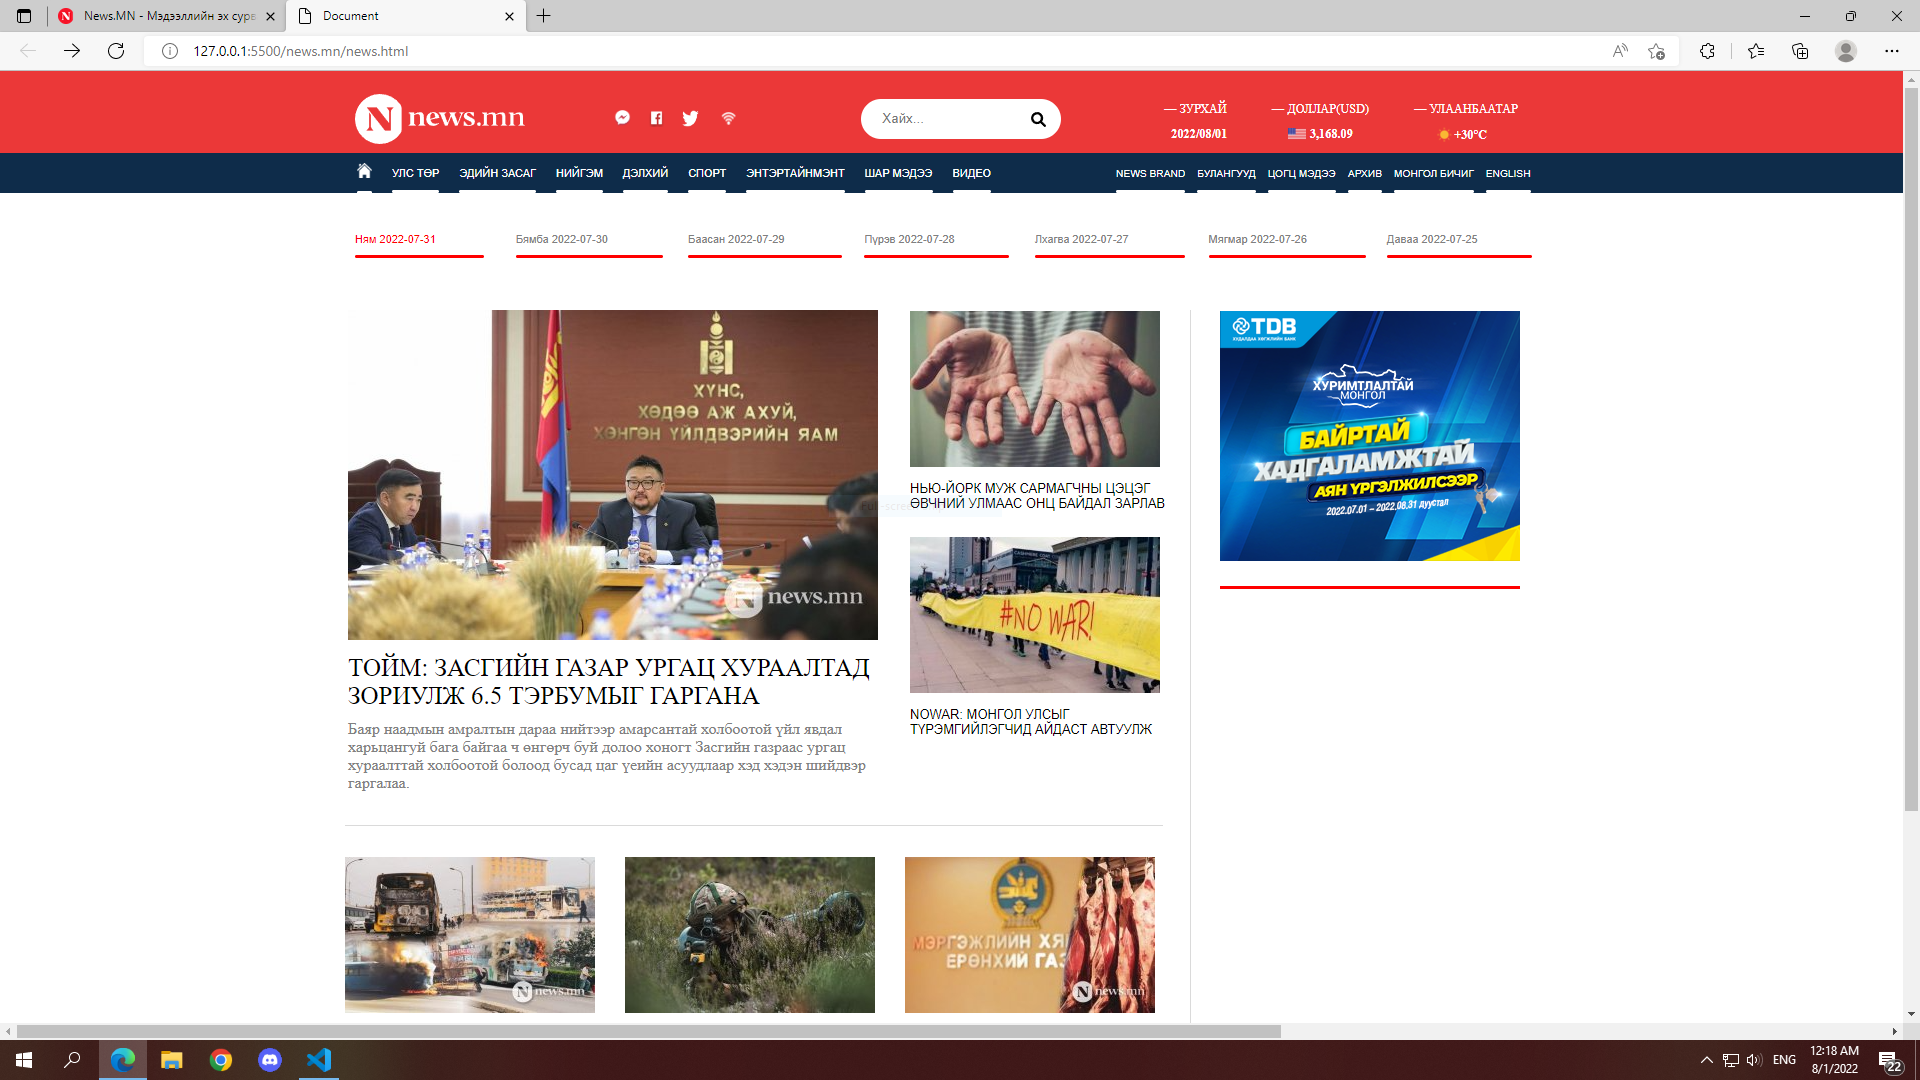 News.MN - Мэдээллийн эх сурв
Document
127.0.0.1:5500/news.mn/news.html
N news.mn
Хайх...
— ЗУРХАЙ
2022/08/01
— ДОЛЛАР(USD)
3,168.09
— УЛААНБААТАР
+30°C
УЛС ТӨР ЭДИЙН ЗАСАГ НИЙГЭМ ДЭЛХИЙ СПОРТ ЭНТЭРТАЙНМЭНТ ШАР МЭДЭЭ ВИДЕО NEWS BRAND БУЛАНГУУД ЦОГЦ МЭДЭЭ АРХИВ МОНГОЛ БИЧИГ ENGLISH
Ням 2022-07-31 Бямба 2022-07-30 Баасан 2022-07-29 Пүрэв 2022-07-28 Лхагва 2022-07-27 Мягмар 2022-07-26 Даваа 2022-07-25
ХҮНС,
ХӨДӨӨ АЖ АХУЙ,
ХӨНГӨН ҮЙЛДВЭРИЙН ЯАМ
N news.mn
ТОЙМ: ЗАСГИЙН ГАЗАР УРГАЦ ХУРААЛТАД
ЗОРИУЛЖ 6.5 ТЭРБУМЫГ ГАРГАНА
Баяр наадмын амралтын дараа нийтээр амарсантай холбоотой үйл явдал
харьцангуй бага байгаа ч өнгөрч буй долоо хоногт Засгийн газраас ургац
хураалттай холбоотой болоод бусад цаг үеийн асуудлаар хэд хэдэн шийдвэр
гаргалаа.
НЬЮ-ЙОРК МУЖ САРМАГЧНЫ ЦЭЦЭГ
ӨВЧНИЙ УЛМААС ОНЦ БАЙДАЛ ЗАРЛАВ
#NO WAR!
NOWAR: МОНГОЛ УЛСЫГ
ТҮРЭМГИЙЛЭГЧИД АЙДАСТ АВТУУЛЖ
TDB
ХУДАЛДАА ХӨГЖЛИЙН БАНК
ХУРИМТЛАЛТАЙ
МОНГОЛ
БАЙРТАЙ
ХАДГАЛАМЖТАЙ
АЯН ҮРГЭЛЖИЛСЭЭР
2022.07.01 – 2022.08.31 дуустал
N news.mn
МЭРГЭЖЛИЙН ХЯ
ЕРӨНХИЙ ГАЗ
N news.mn
ENG
12:18 AM
8/1/2022
22